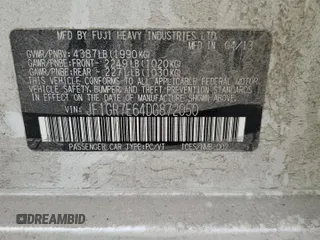 MFD BY FUJI HEAVY INDUSTRIES LTD.
04/13
GVWR/PNBV: 4387LB(1990KG)
GAWR/PNBE:FRONT- 2249LB(1020KG)
GAWR/PNBE:REAR - 2271LB(1030KG)
THIS VEHICLE CONFORMS TO ALL APPLICABLE FEDERAL MOTOR VEHICLE
SAFETY, BUMPER, AND THEFT PREVENTION STANDARDS IN EFFECT ON
THE DATE OF MANUFACTURE SHOWN ABOVE.
VIN: JF1GR7E64DG872050
PASSENGER CAR TYPE:PC/VT
DREAMBID